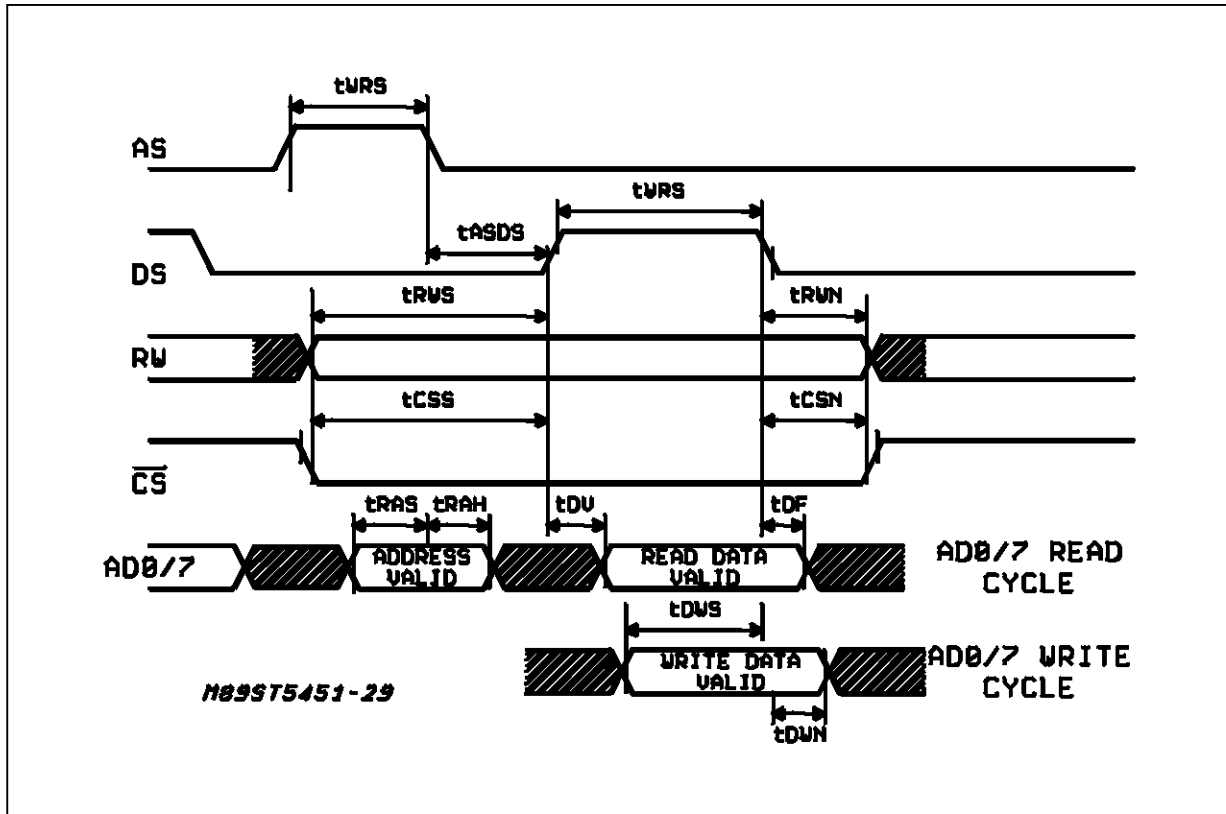 tWRS
AS
tWRS
tASDS
DS
tRWS
tRWN
RW
tCSS
tCSN
CS
tRAS
tRAH
tDV
tDF
AD0/7
ADDRESS
VALID
READ DATA
VALID
AD0/7 READ
CYCLE
tDWS
WRITE DATA
VALID
AD0/7 WRITE
CYCLE
M89ST5451-29
tDWN